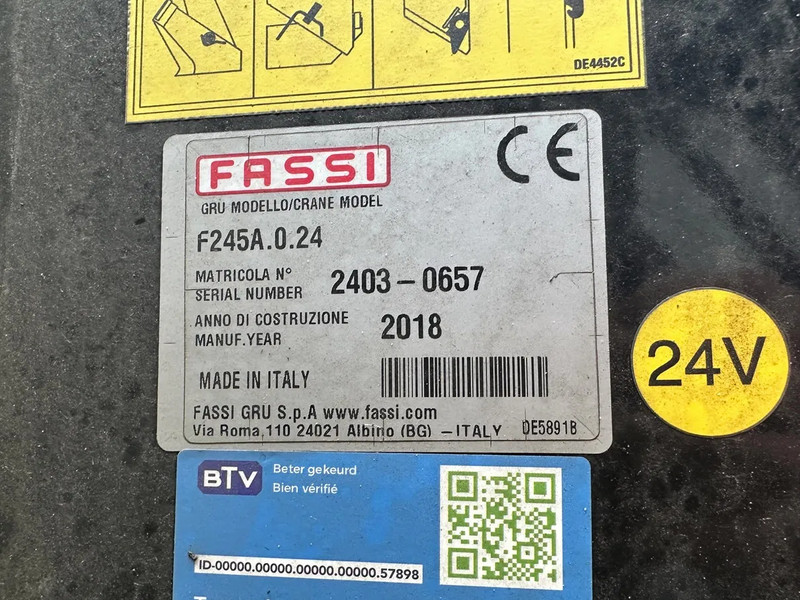 DE4452C
FASSI
CE
GRU MODELLO/CRANE MODEL
F245A.0.24
MATRICOLA N°
SERIAL NUMBER
2403-0657
ANNO DI COSTRUZIONE
MANUF.YEAR
2018
MADE IN ITALY
FASSI GRU S.p.A www.fassi.com
Via Roma,110 24021 Albino (BG) - ITALY
DE5891B
24V
BTV
Beter gekeurd
Bien vérifié
ID-00000.00000.00000.00000.57898